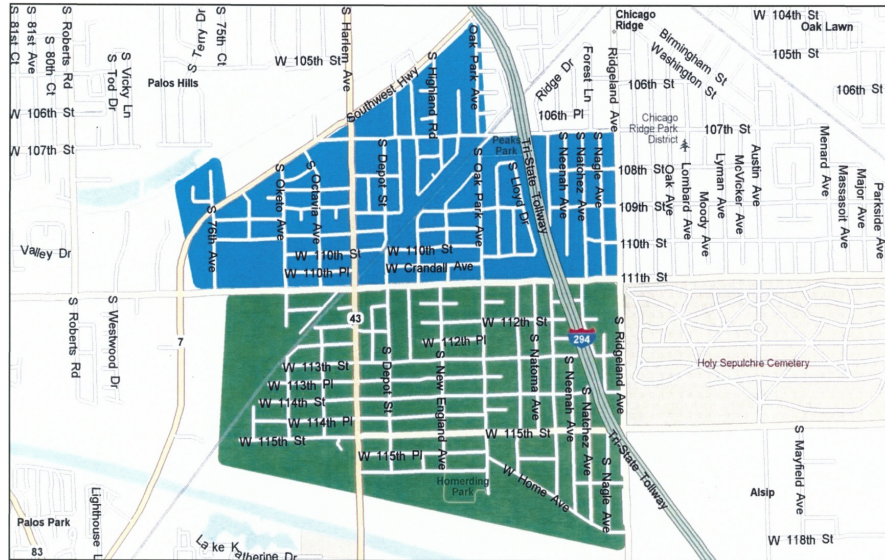 S 81st Ct
S 81st Ave
S 80th Ct
S Roberts Rd
S Tod Dr
S Vicky Ln
S Terry Dr
S 75th Ct
Palos Hills
W 105th St
S Harlem Ave
Southwest Hwy
S Highland Rd
Oak Park Ave
Ridge Dr
Forest Ln
Ridgeland Ave
Chicago
Ridge
Birmingham St
Washington St
W 104th St
Oak Lawn
105th St
106th St
106th St
W 106th St
W 107th St
106th Pl
Chicago
Ridge Park
District
107th St
Peaks
Park
Tri-State Tollway
S Depot St
S Octavia Ave
S Oketo Ave
S 76th Ave
S Oak Park Ave
S Lloyd Dr
S Neenah Ave
S Natchez Ave
S Nagle Ave
108th St
109th St
110th St
111th St
Oak Ave
Lombard Ave
Moody Ave
Lyman Ave
McVicker Ave
Austin Ave
Menard Ave
Massasoit Ave
Major Ave
Parkside Ave
Valley Dr
W 110th St
W 110th Pl
W 110th St
W Crandall Ave
S Roberts Rd
S Westwood Dr
7
43
294
W 112th St
W 112th Pl
W 113th St
W 113th Pl
W 114th St
W 114th Pl
W 115th St
W 115th Pl
W 115th St
S Depot St
S New England Ave
S Natoma Ave
S Neenah Ave
S Natchez Ave
S Nagle Ave
S Ridgeland Ave
Holy Sepulchre Cemetery
Homerding
Park
W Home Ave
Tri-State Tollway
S Mayfield Ave
Alsip
W 118th St
Palos Park
83
Lighthouse L
Lake Katherine Dr